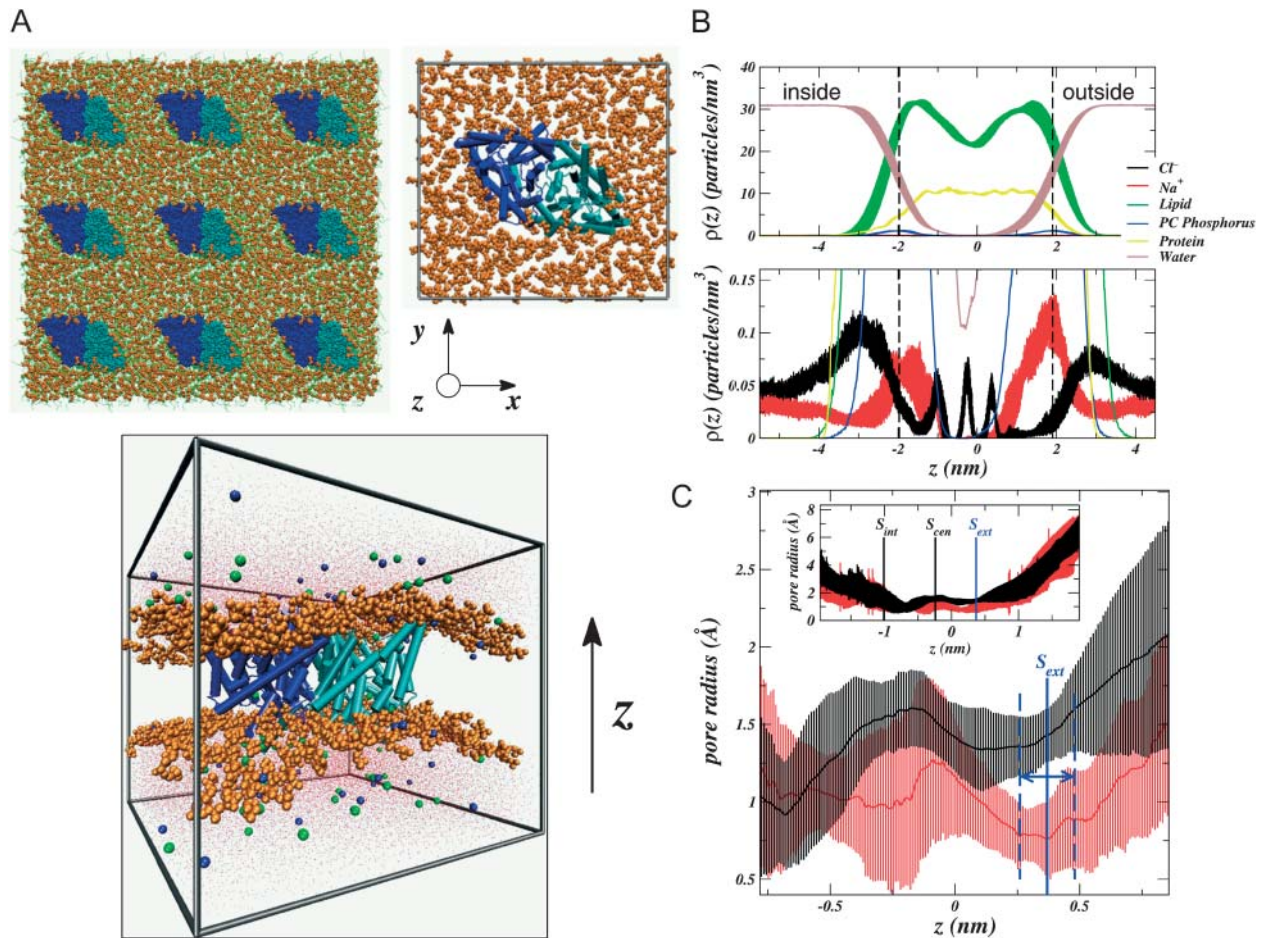 A
y
z
x
z
B
ρ(z) (particles/nm³)
40
30
20
10
0
inside
outside
-4
-2
0
2
4
Cl⁻
Na⁺
Lipid
PC Phosphorus
Protein
Water
ρ(z) (particles/nm³)
0.15
0.1
0.05
0
-4
-2
0
2
4
z (nm)
C
pore radius (Å)
3
2.5
2
1.5
1
0.5
pore radius (Å)
8
6
4
2
0
S_int
S_cen
S_ext
-1
0
1
z (nm)
S_ext
-0.5
0
0.5
z (nm)